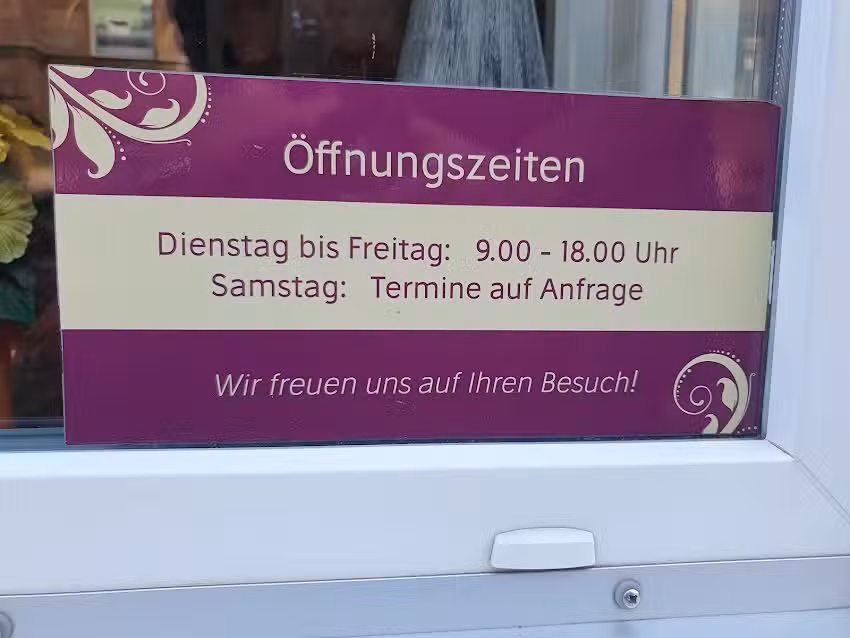 Öffnungszeiten
Dienstag bis Freitag: 9.00 - 18.00 Uhr
Samstag: Termine auf Anfrage
Wir freuen uns auf Ihren Besuch!